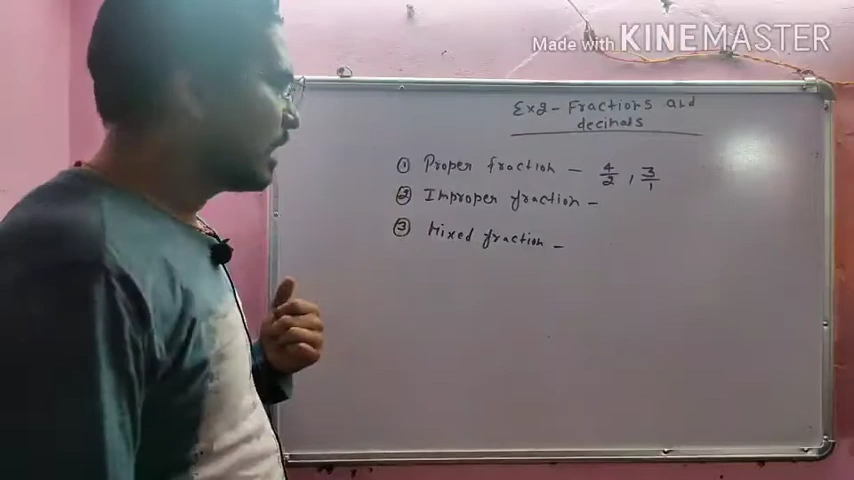 Made with KINEMASTER
Ex2 - Fractions and
decimals
① Proper fraction - 4/2, 3/1
② Improper fraction -
③ Mixed fraction -